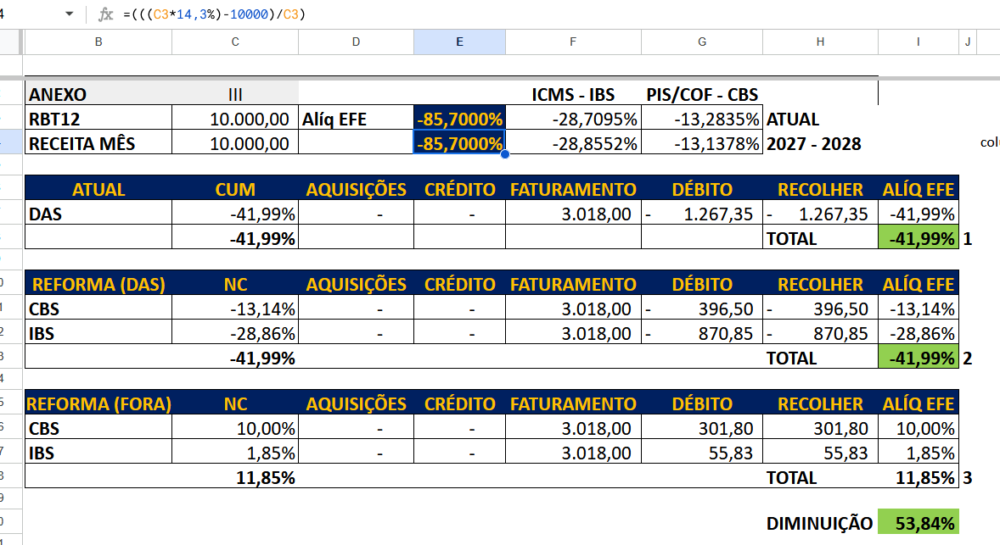 4 fx =(((C3*14,3%)-10000)/C3)
B C D E F G H I J
ANEXO III ICMS - IBS PIS/COF - CBS
RBT12 10.000,00 Alíq EFE -85,7000% -28,7095% -13,2835% ATUAL
RECEITA MÊS 10.000,00 -85,7000% -28,8552% -13,1378% 2027 - 2028
ATUAL CUM AQUISIÇÕES CRÉDITO FATURAMENTO DÉBITO RECOLHER ALÍQ EFE
DAS -41,99% - - 3.018,00 - 1.267,35 - 1.267,35 -41,99%
-41,99% TOTAL -41,99% 1
REFORMA (DAS) NC AQUISIÇÕES CRÉDITO FATURAMENTO DÉBITO RECOLHER ALÍQ EFE
CBS -13,14% - - 3.018,00 - 396,50 - 396,50 -13,14%
IBS -28,86% - - 3.018,00 - 870,85 - 870,85 -28,86%
-41,99% TOTAL -41,99% 2
REFORMA (FORA) NC AQUISIÇÕES CRÉDITO FATURAMENTO DÉBITO RECOLHER ALÍQ EFE
CBS 10,00% - - 3.018,00 301,80 301,80 10,00%
IBS 1,85% - - 3.018,00 55,83 55,83 1,85%
11,85% TOTAL 11,85% 3
DIMINUIÇÃO 53,84%